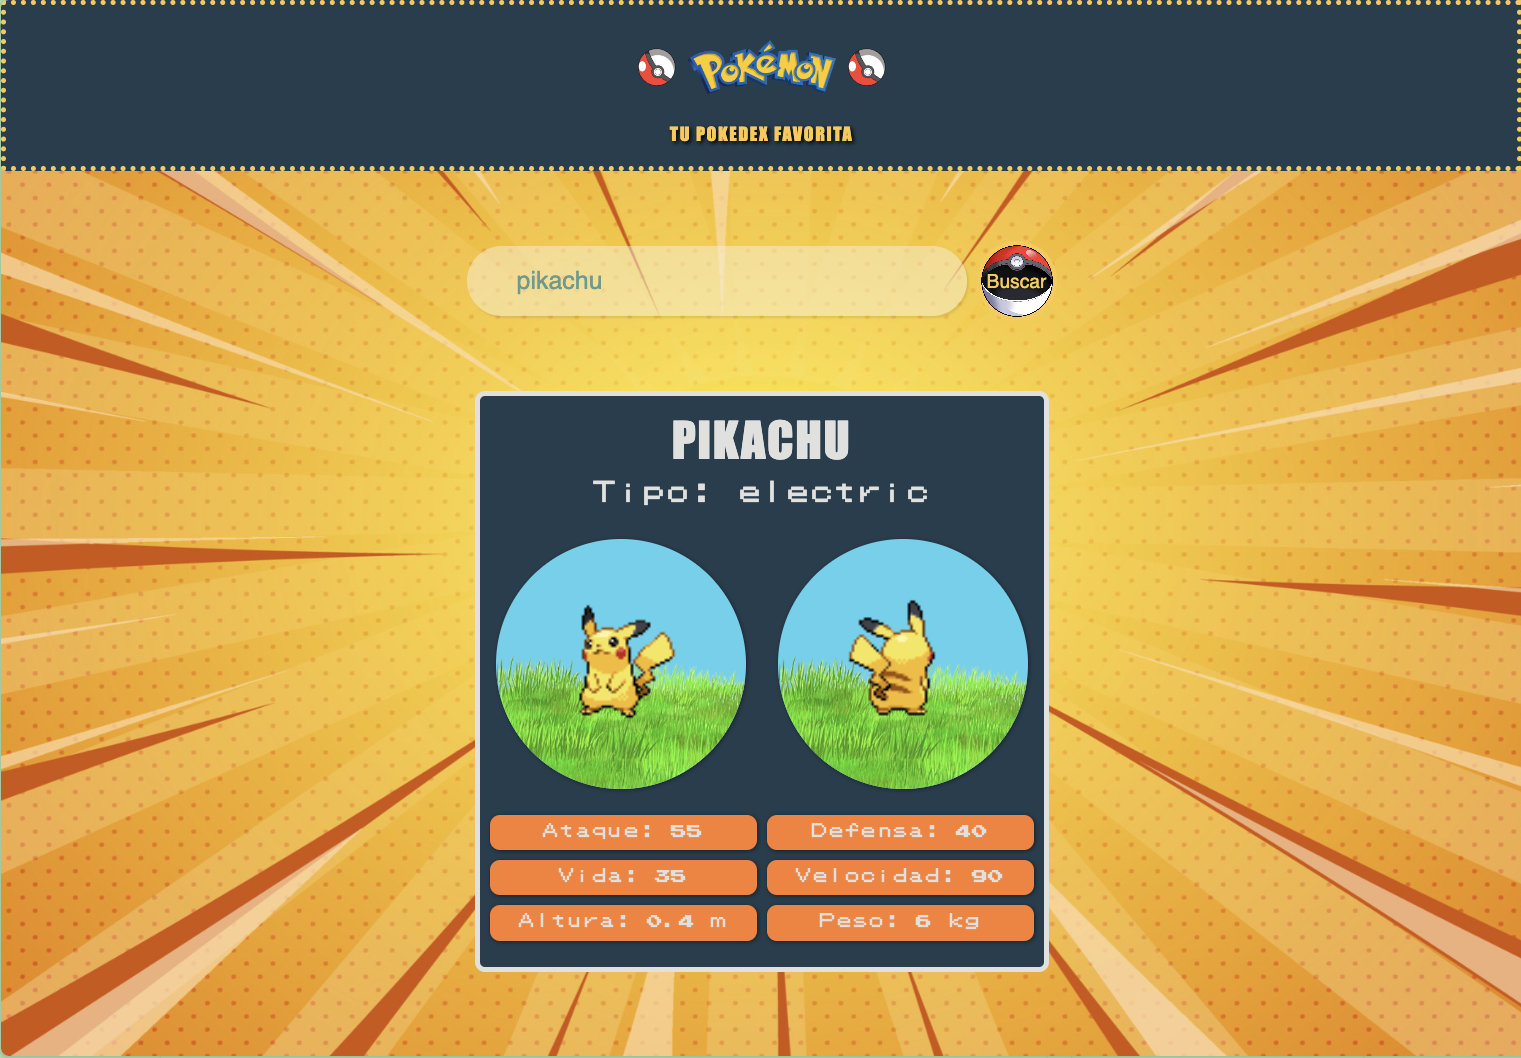 POKéMON
TU POKEDEX FAVORITA
pikachu
Buscar
PIKACHU
Tipo: electric
Ataque: 55
Defensa: 40
Vida: 35
Velocidad: 90
Altura: 0.4 m
Peso: 6 kg